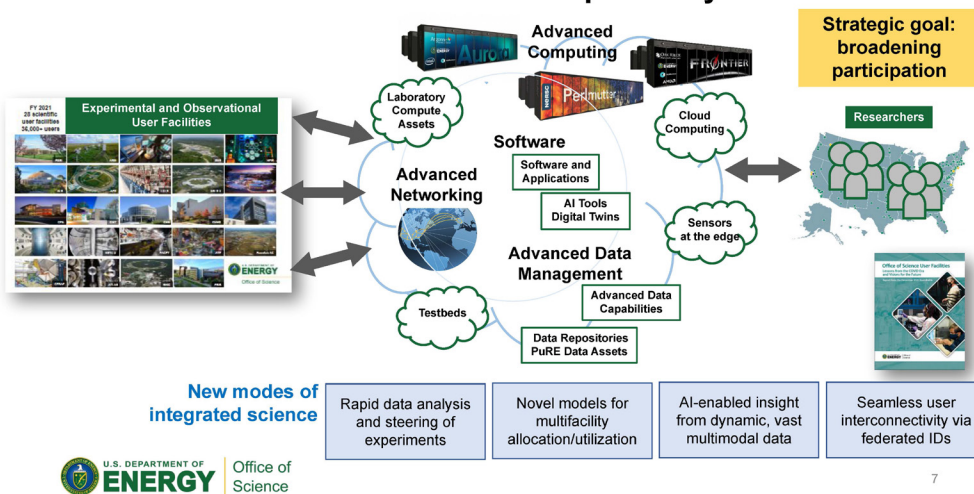 Advanced
Computing
Strategic goal:
broadening
participation
Aurora
FRONTIER
NERSC
Perlmutter
FY 2021
28 scientific
user facilities
36,000+ users
Experimental and Observational
User Facilities
Laboratory
Compute
Assets
Cloud
Computing
Researchers
Software
Software and
Applications
Advanced
Networking
AI Tools
Digital Twins
Sensors
at the edge
Advanced Data
Management
Advanced Data
Capabilities
Testbeds
Data Repositories
PuRE Data Assets
U.S. DEPARTMENT OF
ENERGY
Office of Science
Office of Science User Facilities
ENERGY
New modes of
integrated science
Rapid data analysis
and steering of
experiments
Novel models for
multifacility
allocation/utilization
AI-enabled insight
from dynamic, vast
multimodal data
Seamless user
interconnectivity via
federated IDs
U.S. DEPARTMENT OF
ENERGY
Office of
Science
7